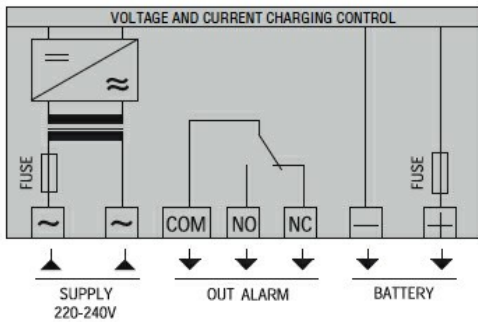 VOLTAGE AND CURRENT CHARGING CONTROL
FUSE
FUSE
COM NO NC
SUPPLY
220-240V
OUT ALARM
BATTERY